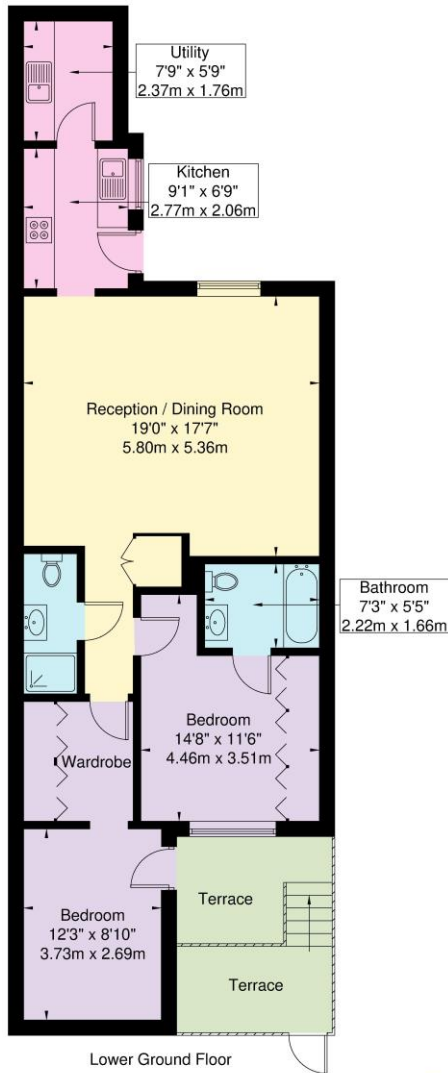 Utility
7'9" x 5'9"
2.37m x 1.76m
Kitchen
9'1" x 6'9"
2.77m x 2.06m
Reception / Dining Room
19'0" x 17'7"
5.80m x 5.36m
Bathroom
7'3" x 5'5"
2.22m x 1.66m
Bedroom
14'8" x 11'6"
4.46m x 3.51m
Wardrobe
Bedroom
12'3" x 8'10"
3.73m x 2.69m
Terrace
Terrace
Lower Ground Floor